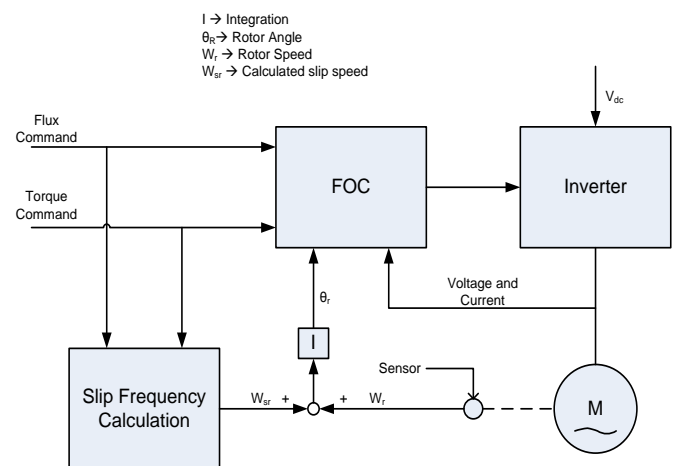 I → Integration
θR→ Rotor Angle
Wr → Rotor Speed
Wsr → Calculated slip speed
Vdc
Flux
Command
FOC
Inverter
Torque
Command
Voltage and
Current
θr
I
Sensor
Slip Frequency
Calculation
Wsr +
+ Wr
M